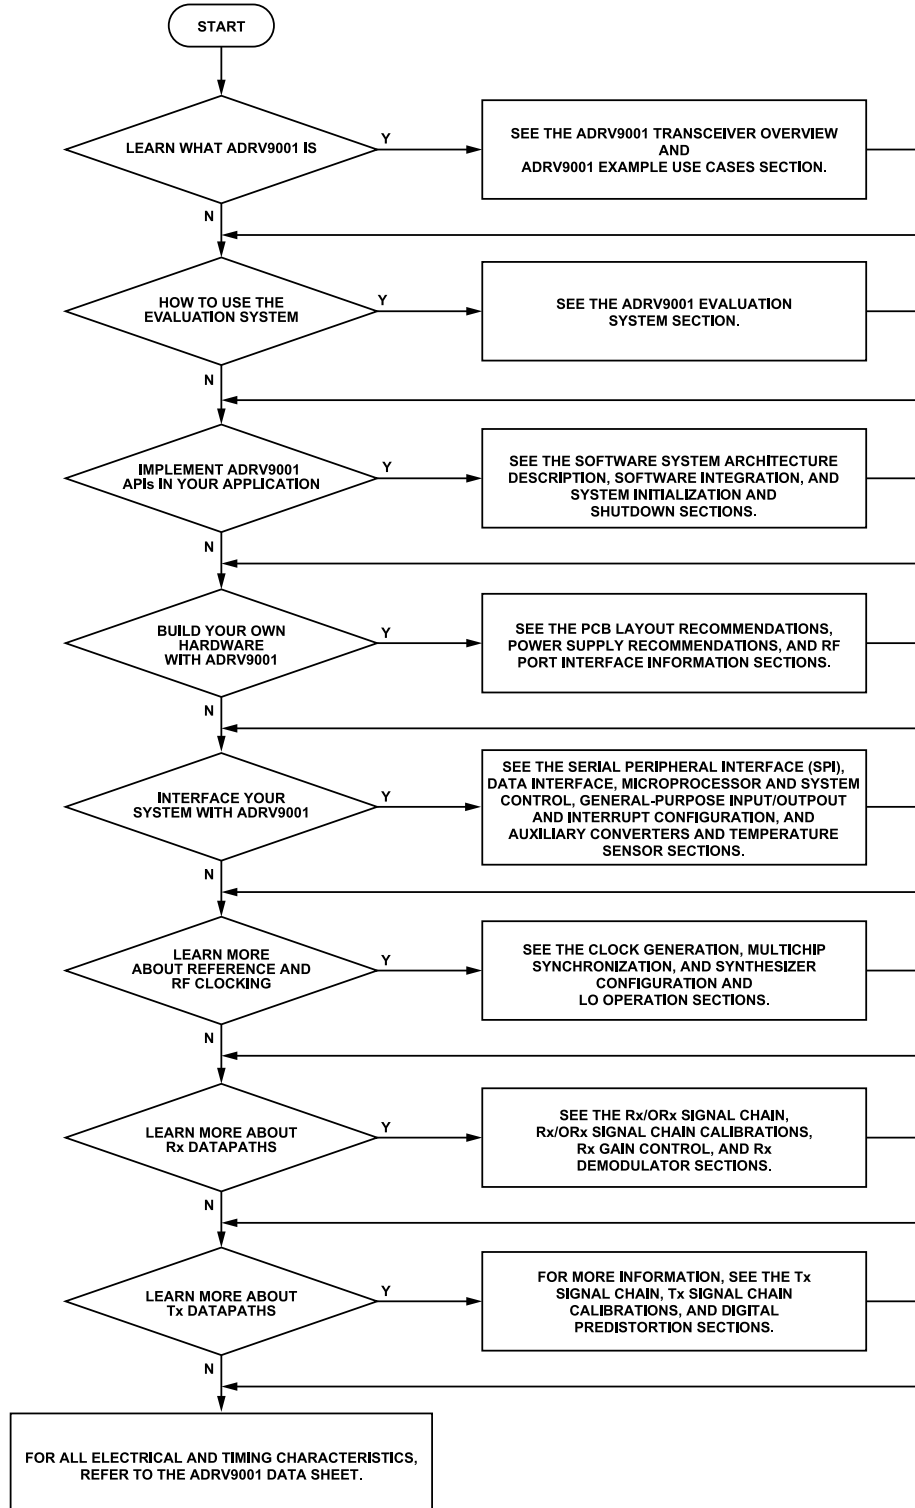 START
LEARN WHAT ADRV9001 IS
Y
SEE THE ADRV9001 TRANSCEIVER OVERVIEW
AND
ADRV9001 EXAMPLE USE CASES SECTION.
N
HOW TO USE THE
EVALUATION SYSTEM
Y
SEE THE ADRV9001 EVALUATION
SYSTEM SECTION.
N
IMPLEMENT ADRV9001
APIs IN YOUR APPLICATION
Y
SEE THE SOFTWARE SYSTEM ARCHITECTURE
DESCRIPTION, SOFTWARE INTEGRATION, AND
SYSTEM INITIALIZATION AND
SHUTDOWN SECTIONS.
N
BUILD YOUR OWN
HARDWARE
WITH ADRV9001
Y
SEE THE PCB LAYOUT RECOMMENDATIONS,
POWER SUPPLY RECOMMENDATIONS, AND RF
PORT INTERFACE INFORMATION SECTIONS.
N
INTERFACE YOUR
SYSTEM WITH ADRV9001
Y
SEE THE SERIAL PERIPHERAL INTERFACE (SPI),
DATA INTERFACE, MICROPROCESSOR AND SYSTEM
CONTROL, GENERAL-PURPOSE INPUT/OUTPOUT
AND INTERRUPT CONFIGURATION, AND
AUXILIARY CONVERTERS AND TEMPERATURE
SENSOR SECTIONS.
N
LEARN MORE
ABOUT REFERENCE AND
RF CLOCKING
Y
SEE THE CLOCK GENERATION, MULTICHIP
SYNCHRONIZATION, AND SYNTHESIZER
CONFIGURATION AND
LO OPERATION SECTIONS.
N
LEARN MORE ABOUT
Rx DATAPATHS
Y
SEE THE Rx/ORx SIGNAL CHAIN,
Rx/ORx SIGNAL CHAIN CALIBRATIONS,
Rx GAIN CONTROL, AND Rx
DEMODULATOR SECTIONS.
N
LEARN MORE ABOUT
Tx DATAPATHS
Y
FOR MORE INFORMATION, SEE THE Tx
SIGNAL CHAIN, Tx SIGNAL CHAIN
CALIBRATIONS, AND DIGITAL
PREDISTORTION SECTIONS.
N
FOR ALL ELECTRICAL AND TIMING CHARACTERISTICS,
REFER TO THE ADRV9001 DATA SHEET.